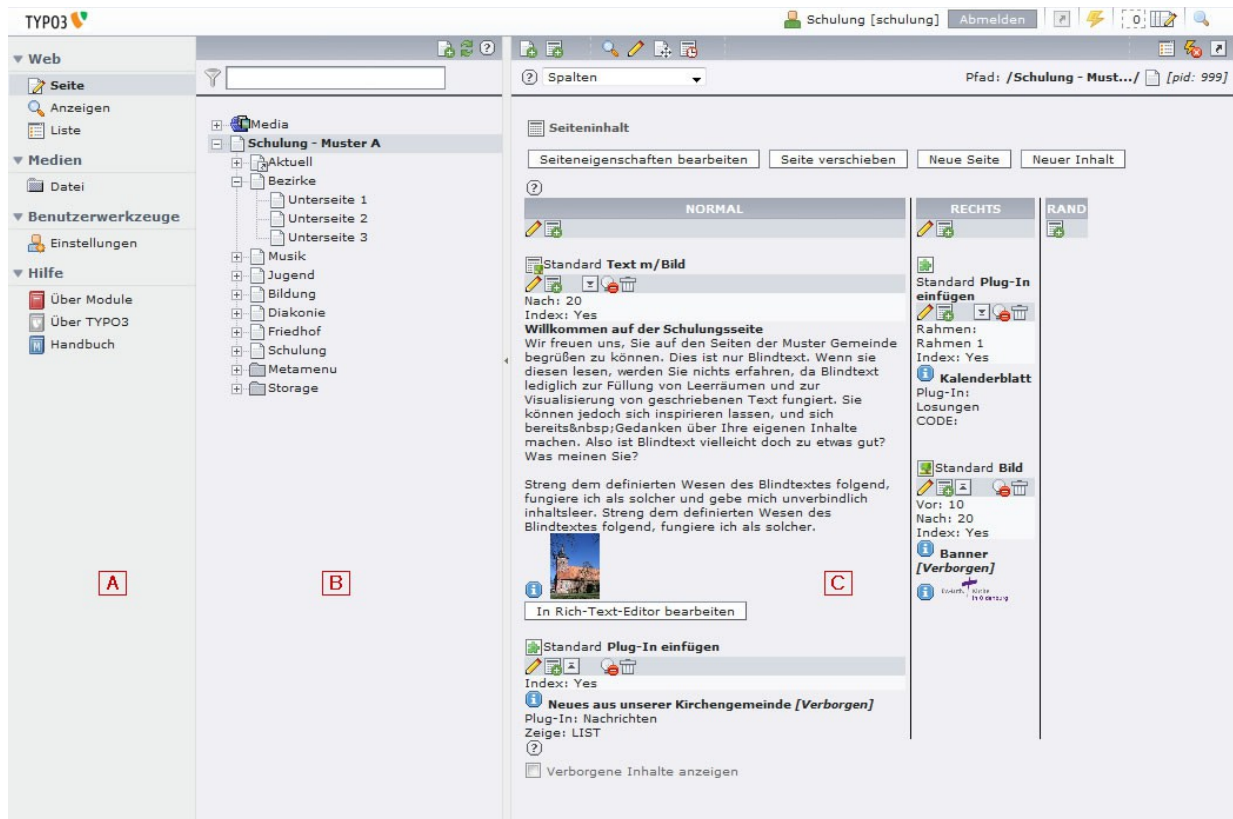 TYPO3
Schulung [schulung]
Abmelden
0
Web
Seite
Anzeigen
Liste
Medien
Datei
Benutzerwerkzeuge
Einstellungen
Hilfe
Über Module
Über TYPO3
Handbuch
A
Media
Schulung - Muster A
Aktuell
Bezirke
Unterseite 1
Unterseite 2
Unterseite 3
Musik
Jugend
Bildung
Diakonie
Friedhof
Schulung
Metamenu
Storage
B
Spalten
Pfad: /Schulung - Must.../ [pid: 999]
Seiteninhalt
Seiteneigenschaften bearbeiten
Seite verschieben
Neue Seite
Neuer Inhalt
NORMAL
Standard Text m/Bild
Nach: 20
Index: Yes
Willkommen auf der Schulungsseite
Wir freuen uns, Sie auf den Seiten der Muster Gemeinde
begrüßen zu können. Dies ist nur Blindtext. Wenn sie
diesen lesen, werden Sie nichts erfahren, da Blindtext
lediglich zur Füllung von Leerräumen und zur
Visualisierung von geschriebenen Text fungiert. Sie
können jedoch sich inspirieren lassen, und sich
bereits&nbsp;Gedanken über Ihre eigenen Inhalte
machen. Also ist Blindtext vielleicht doch zu etwas gut?
Was meinen Sie?
Streng dem definierten Wesen des Blindtextes folgend,
fungiere ich als solcher und gebe mich unverbindlich
inhaltsleer. Streng dem definierten Wesen des
Blindtextes folgend, fungiere ich als solcher.
C
In Rich-Text-Editor bearbeiten
Standard Plug-In einfügen
Index: Yes
Neues aus unserer Kirchengemeinde [Verborgen]
Plug-In: Nachrichten
Zeige: LIST
Verborgene Inhalte anzeigen
RECHTS
Standard Plug-In
einfügen
Rahmen:
Rahmen 1
Index: Yes
Kalenderblatt
Plug-In:
Losungen
CODE:
Standard Bild
Vor: 10
Nach: 20
Index: Yes
Banner
[Verborgen]
RAND